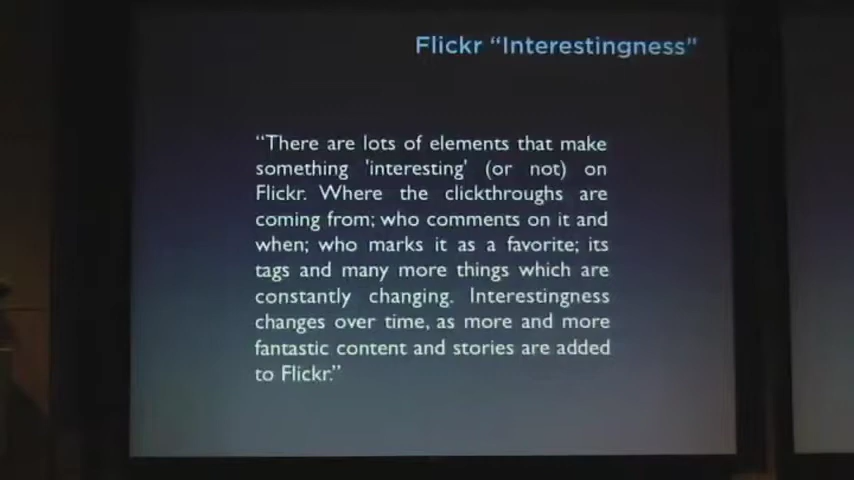 Flickr “Interestingness”
“There are lots of elements that make
something 'interesting' (or not) on
Flickr. Where the clickthroughs are
coming from; who comments on it and
when; who marks it as a favorite; its
tags and many more things which are
constantly changing. Interestingness
changes over time, as more and more
fantastic content and stories are added
to Flickr.”